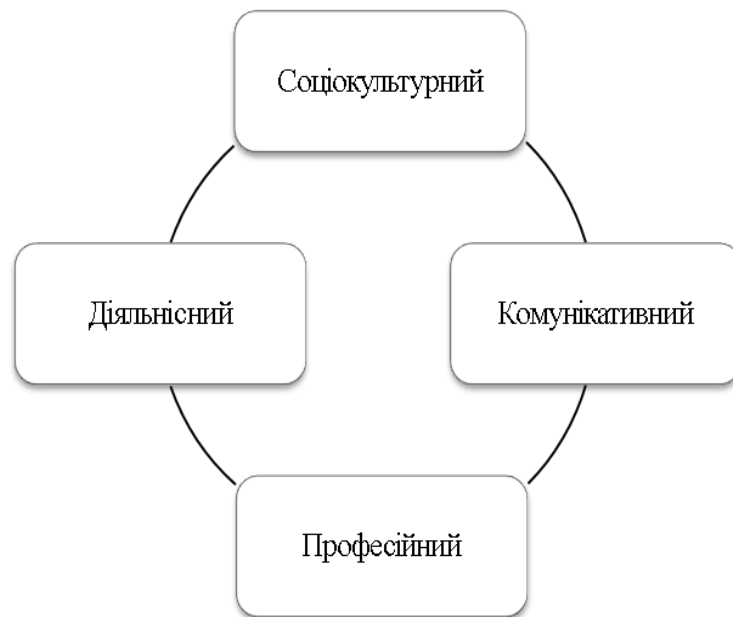 Соціокультурний
Діяльнісний
Комунікативний
Професійний